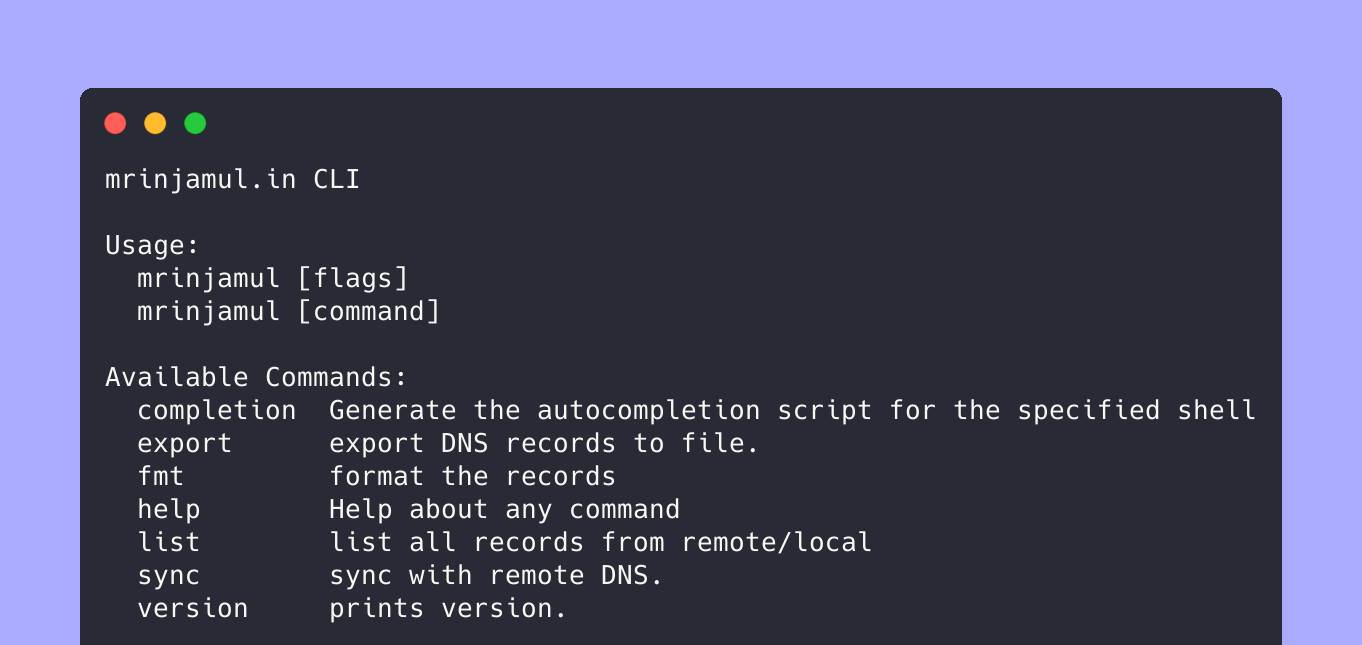 mrinjamul.in CLI

Usage:
  mrinjamul [flags]
  mrinjamul [command]

Available Commands:
  completion  Generate the autocompletion script for the specified shell
  export      export DNS records to file.
  fmt         format the records
  help        Help about any command
  list        list all records from remote/local
  sync        sync with remote DNS.
  version     prints version.